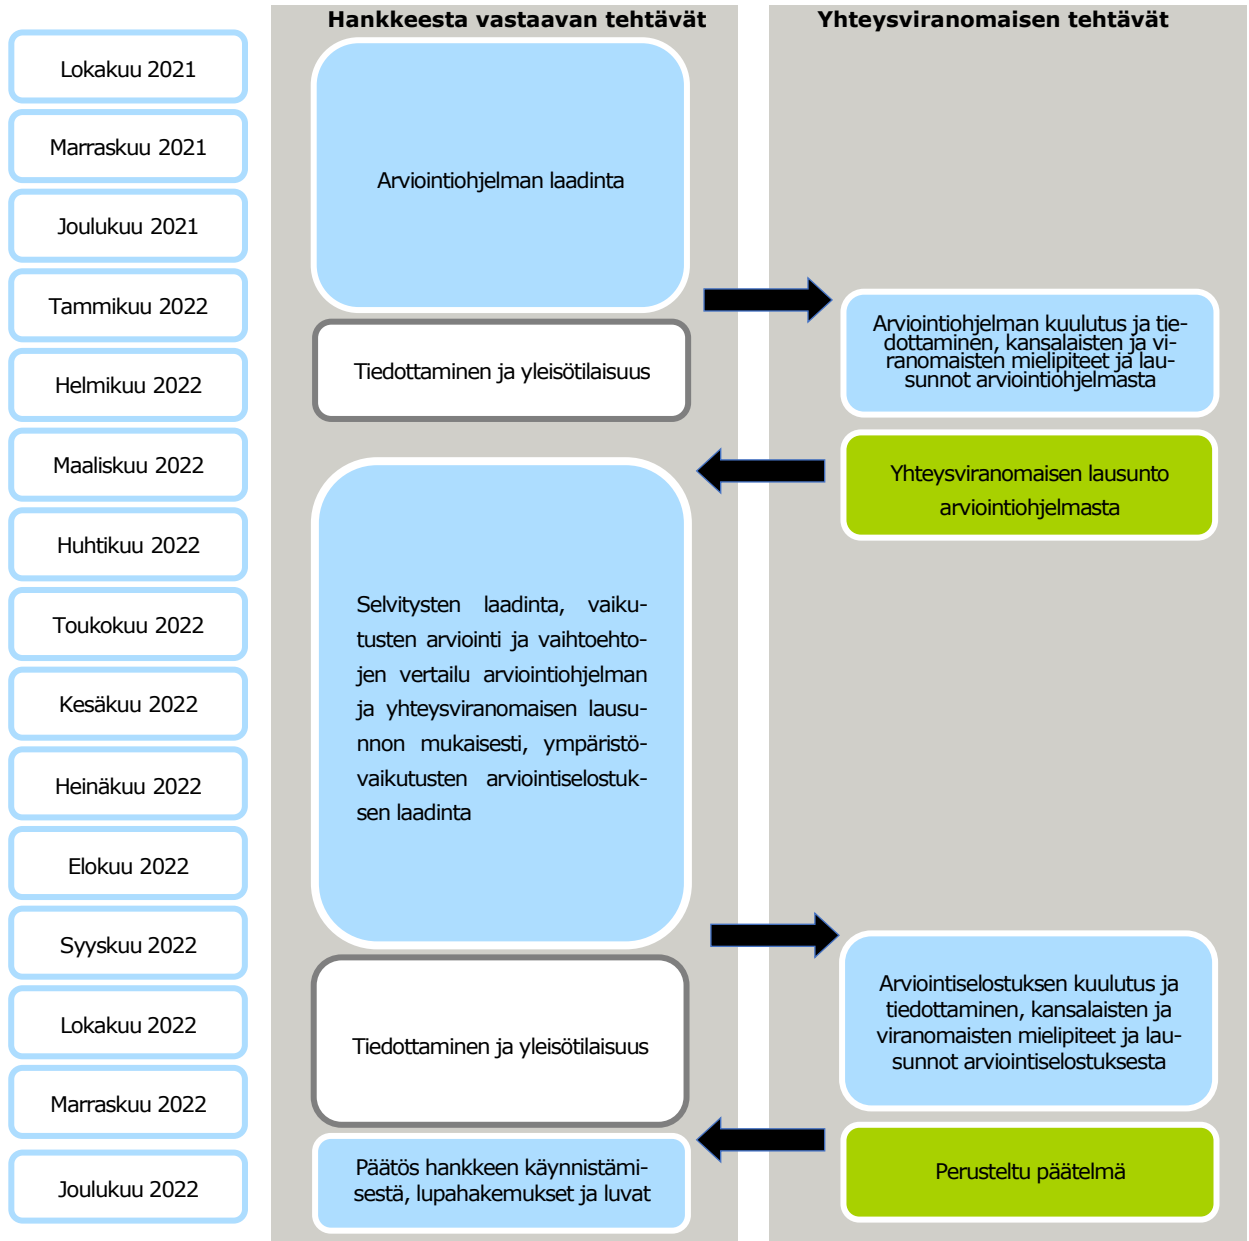 Hankkeesta vastaavan tehtävät
Yhteysviranomaisen tehtävät
Lokakuu 2021
Marraskuu 2021
Joulukuu 2021
Tammikuu 2022
Helmikuu 2022
Maaliskuu 2022
Huhtikuu 2022
Toukokuu 2022
Kesäkuu 2022
Heinäkuu 2022
Elokuu 2022
Syyskuu 2022
Lokakuu 2022
Marraskuu 2022
Joulukuu 2022
Arviointiohjelman laadinta
Tiedottaminen ja yleisötilaisuus
Selvitysten laadinta, vaiku-
tusten arviointi ja vaihtoehto-
jen vertailu arviointiohjelman
ja yhteysviranomaisen lausu-
nnon mukaisesti, ympäristö-
vaikutusten arviointiselostuk-
sen laadinta
Tiedottaminen ja yleisötilaisuus
Päätös hankkeen käynnistämi-
sestä, lupahakemukset ja luvat
Arviointiohjelman kuulutus ja tie-
dottaminen, kansalaisten ja vi-
ranomaisten mielipiteet ja lau-
sunnot arviointiohjelmasta
Yhteysviranomaisen lausunto
arviointiohjelmasta
Arviointiselostuksen kuulutus ja
tiedottaminen, kansalaisten ja
viranomaisten mielipiteet ja lau-
sunnot arviointiselostuksesta
Perusteltu päätelmä